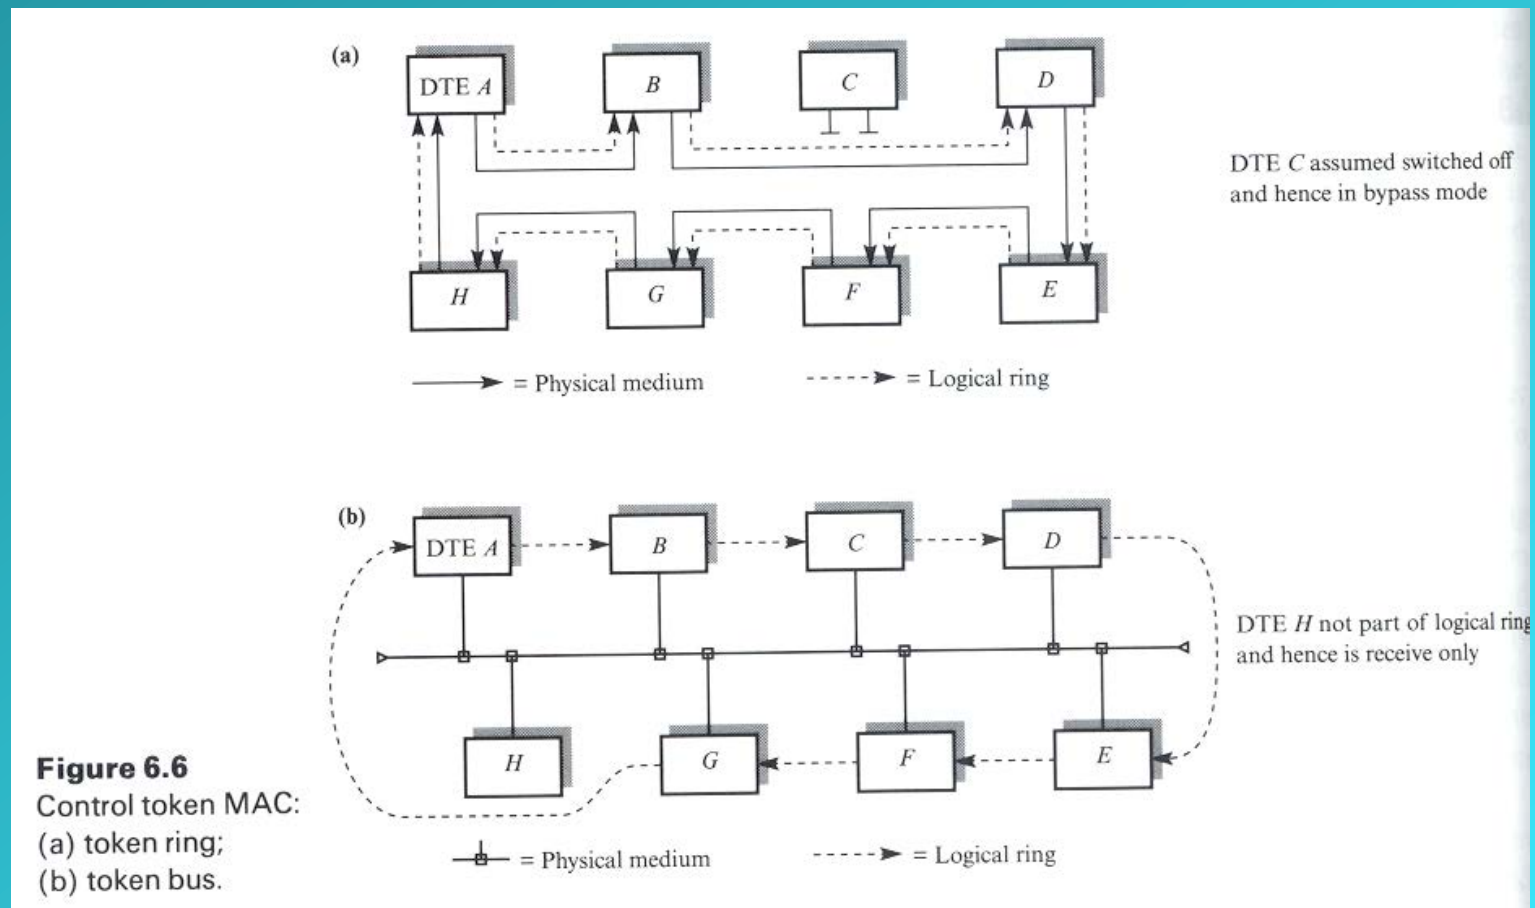 (a)
DTE A
B
C
D
DTE C assumed switched off
and hence in bypass mode
H
G
F
E
= Physical medium
= Logical ring
(b)
DTE A
B
C
D
DTE H not part of logical ring
and hence is receive only
H
G
F
E
= Physical medium
= Logical ring
Figure 6.6
Control token MAC:
(a) token ring;
(b) token bus.